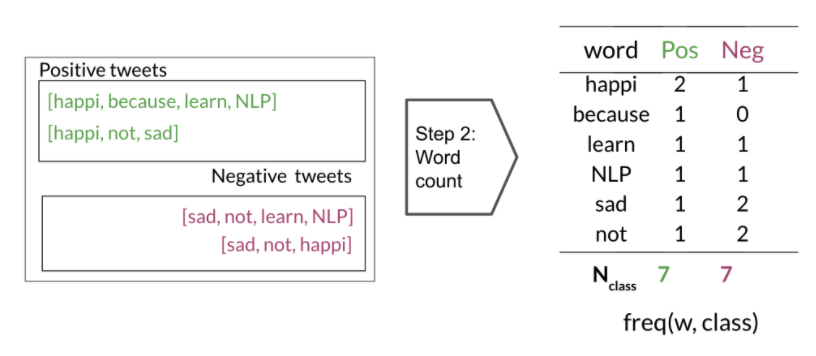 Positive tweets
[happi, because, learn, NLP]
[happi, not, sad]
Negative tweets
[sad, not, learn, NLP]
[sad, not, happi]
Step 2:
Word
count
word Pos Neg
happi 2 1
because 1 0
learn 1 1
NLP 1 1
sad 1 2
not 1 2
Nclass 7 7
freq(w, class)